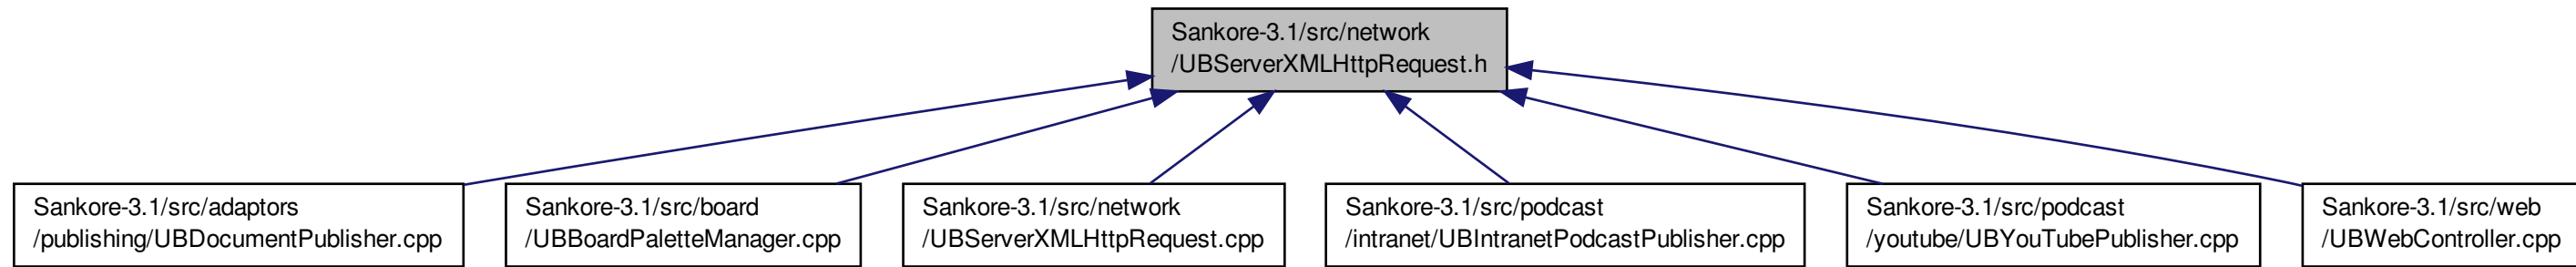 Sankore-3.1/src/network
/UBServerXMLHttpRequest.h
Sankore-3.1/src/adaptors
/publishing/UBDocumentPublisher.cpp
Sankore-3.1/src/board
/UBBoardPaletteManager.cpp
Sankore-3.1/src/network
/UBServerXMLHttpRequest.cpp
Sankore-3.1/src/podcast
/intranet/UBIntranetPodcastPublisher.cpp
Sankore-3.1/src/podcast
/youtube/UBYouTubePublisher.cpp
Sankore-3.1/src/web
/UBWebController.cpp